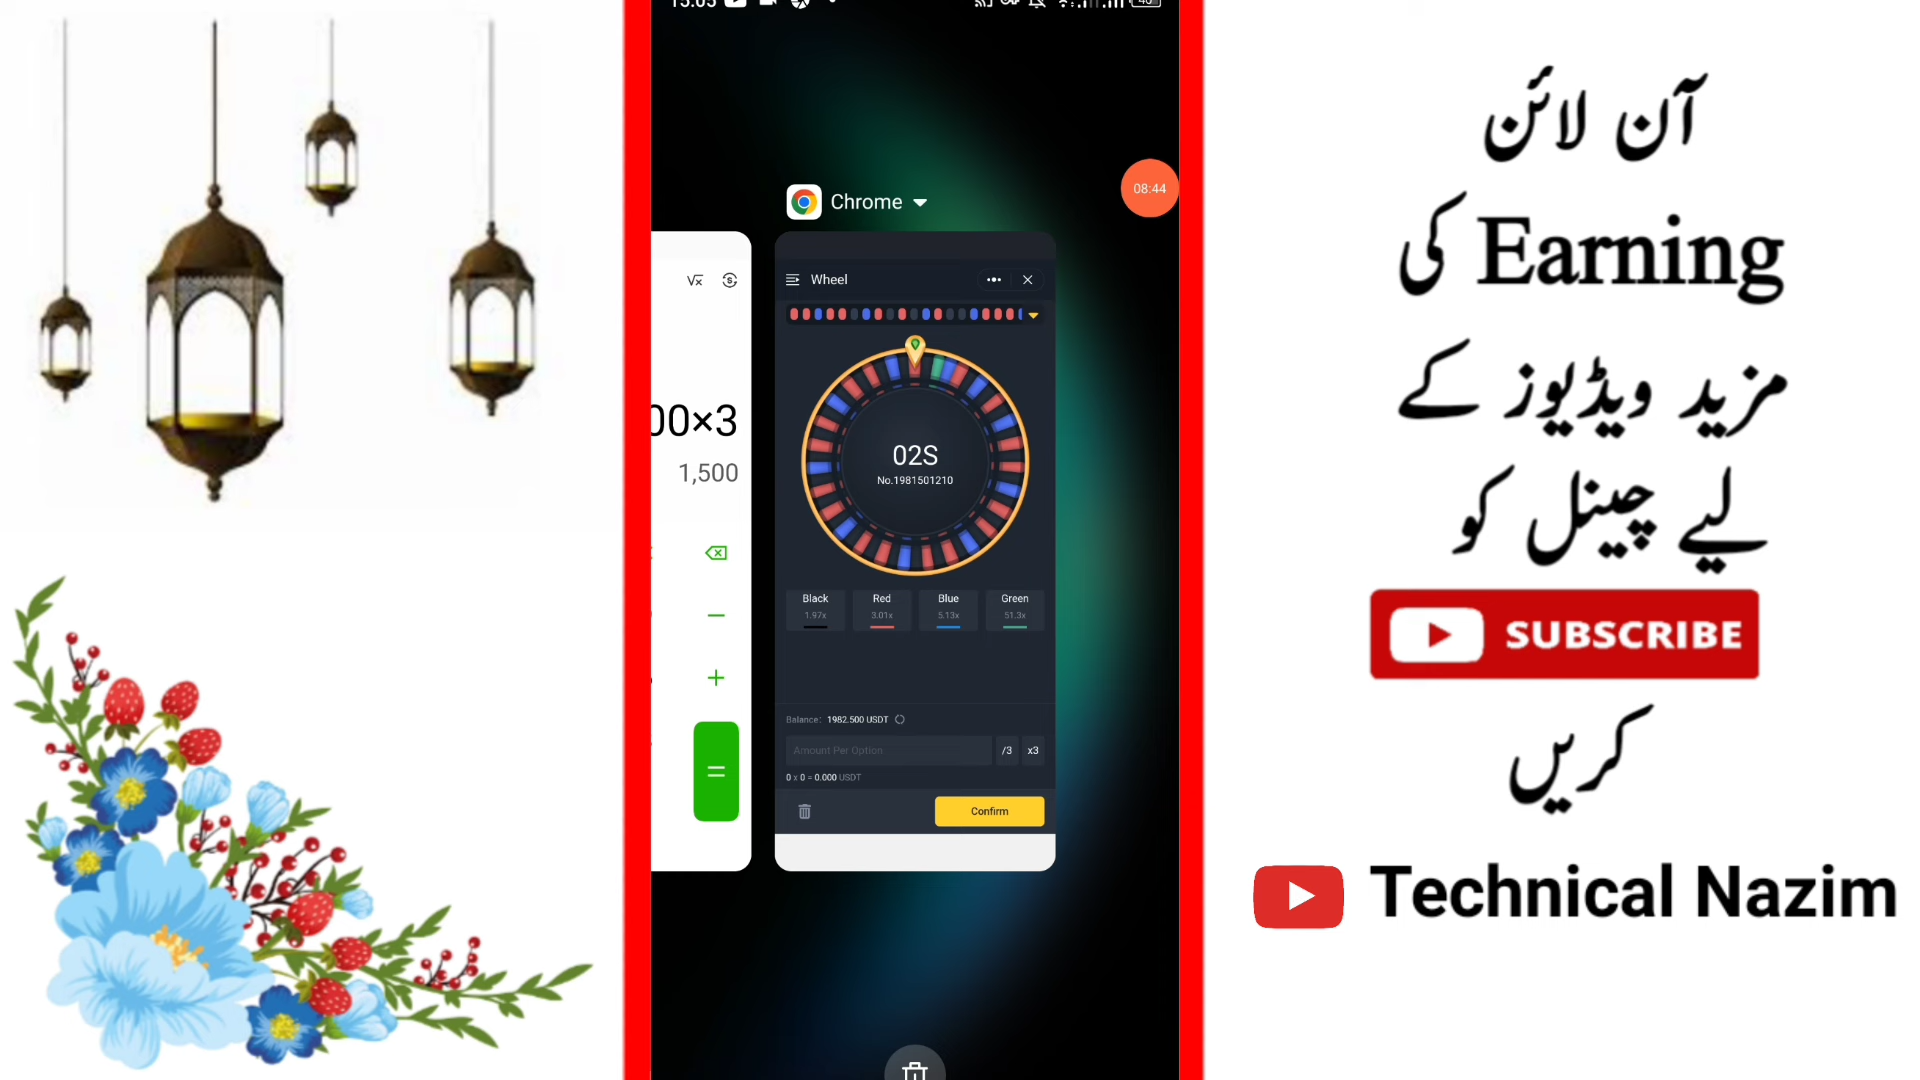 15:05
08:44
Chrome
Wheel
√x
00×3
1,500
02S
No.1981501210
Black
Red
Blue
Green
1.97x
3.01x
5.13x
51.3x
Balance: 1982.500 USDT
Amount Per Option
/3
x3
0 x 0 = 0.000 USDT
Confirm
−
+
=
آن لائن
Earning کی
مزید ویڈیوز کے
لیے چینل کو
SUBSCRIBE
کریں
Technical Nazim